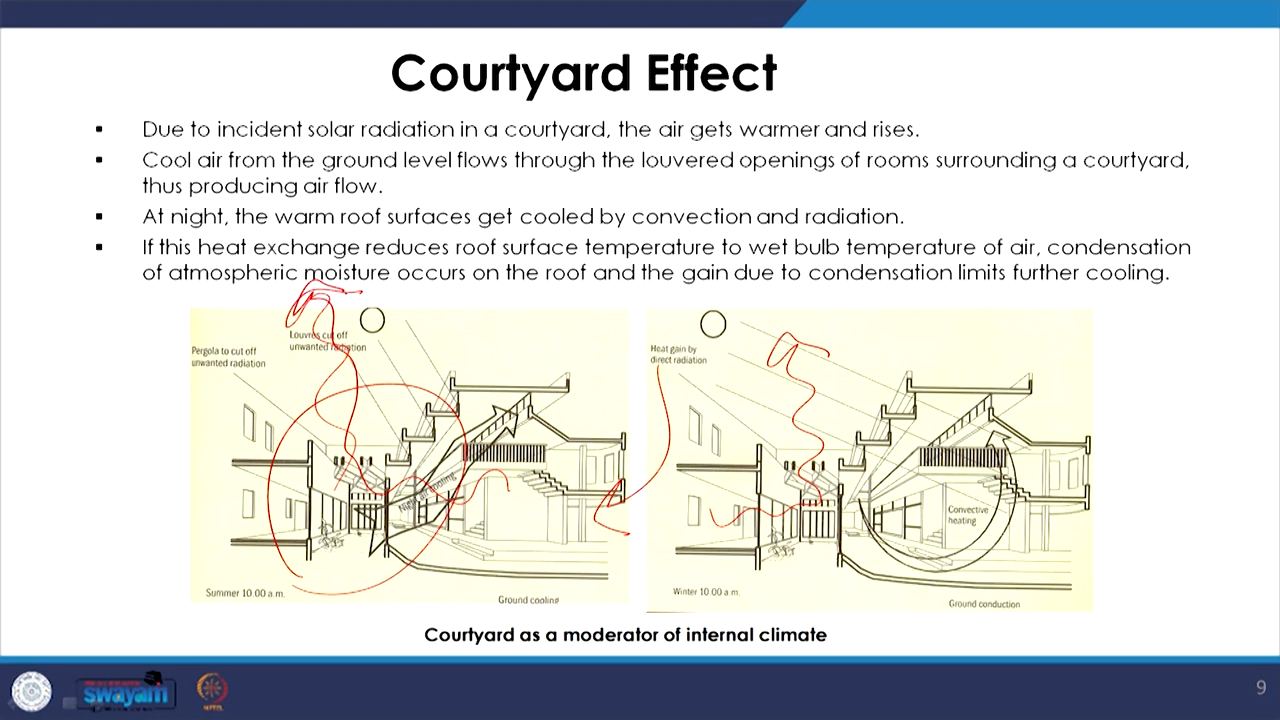 Courtyard Effect
▪ Due to incident solar radiation in a courtyard, the air gets warmer and rises.
▪ Cool air from the ground level flows through the louvered openings of rooms surrounding a courtyard,
thus producing air flow.
▪ At night, the warm roof surfaces get cooled by convection and radiation.
▪ If this heat exchange reduces roof surface temperature to wet bulb temperature of air, condensation
of atmospheric moisture occurs on the roof and the gain due to condensation limits further cooling.
Louvres cut off
unwanted radiation
Pergola to cut off
unwanted radiation
Night air cooling
Summer 10.00 a.m.
Ground cooling
Heat gain by
direct radiation
Convective
heating
Winter 10.00 a.m.
Ground conduction
Courtyard as a moderator of internal climate
swayam
9